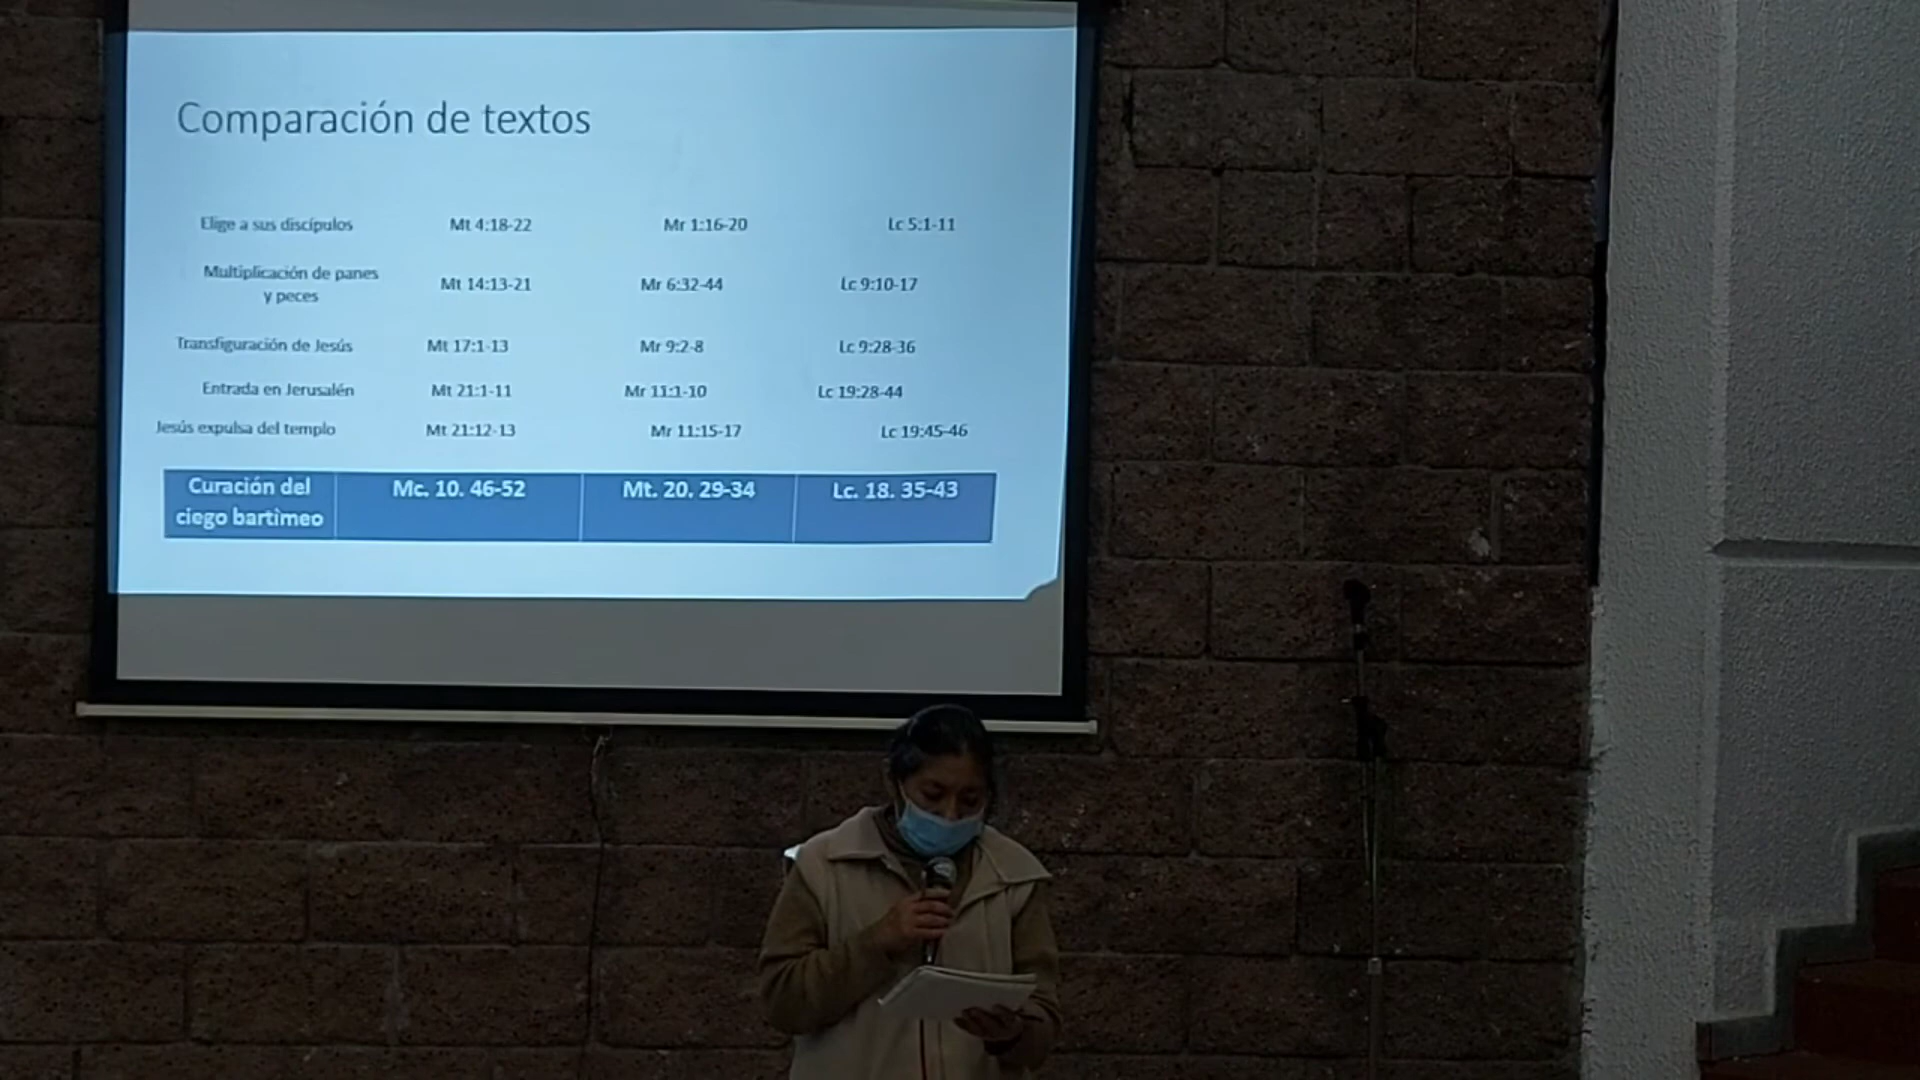 Comparación de textos
Elige a sus discípulos Mt 4:18-22 Mr 1:16-20 Lc 5:1-11
Multiplicación de panes
y peces Mt 14:13-21 Mr 6:32-44 Lc 9:10-17
Transfiguración de Jesús Mt 17:1-13 Mr 9:2-8 Lc 9:28-36
Entrada en Jerusalén Mt 21:1-11 Mr 11:1-10 Lc 19:28-44
Jesús expulsa del templo Mt 21:12-13 Mr 11:15-17 Lc 19:45-46
Curación del Mc. 10. 46-52 Mt. 20. 29-34 Lc. 18. 35-43
ciego bartimeo